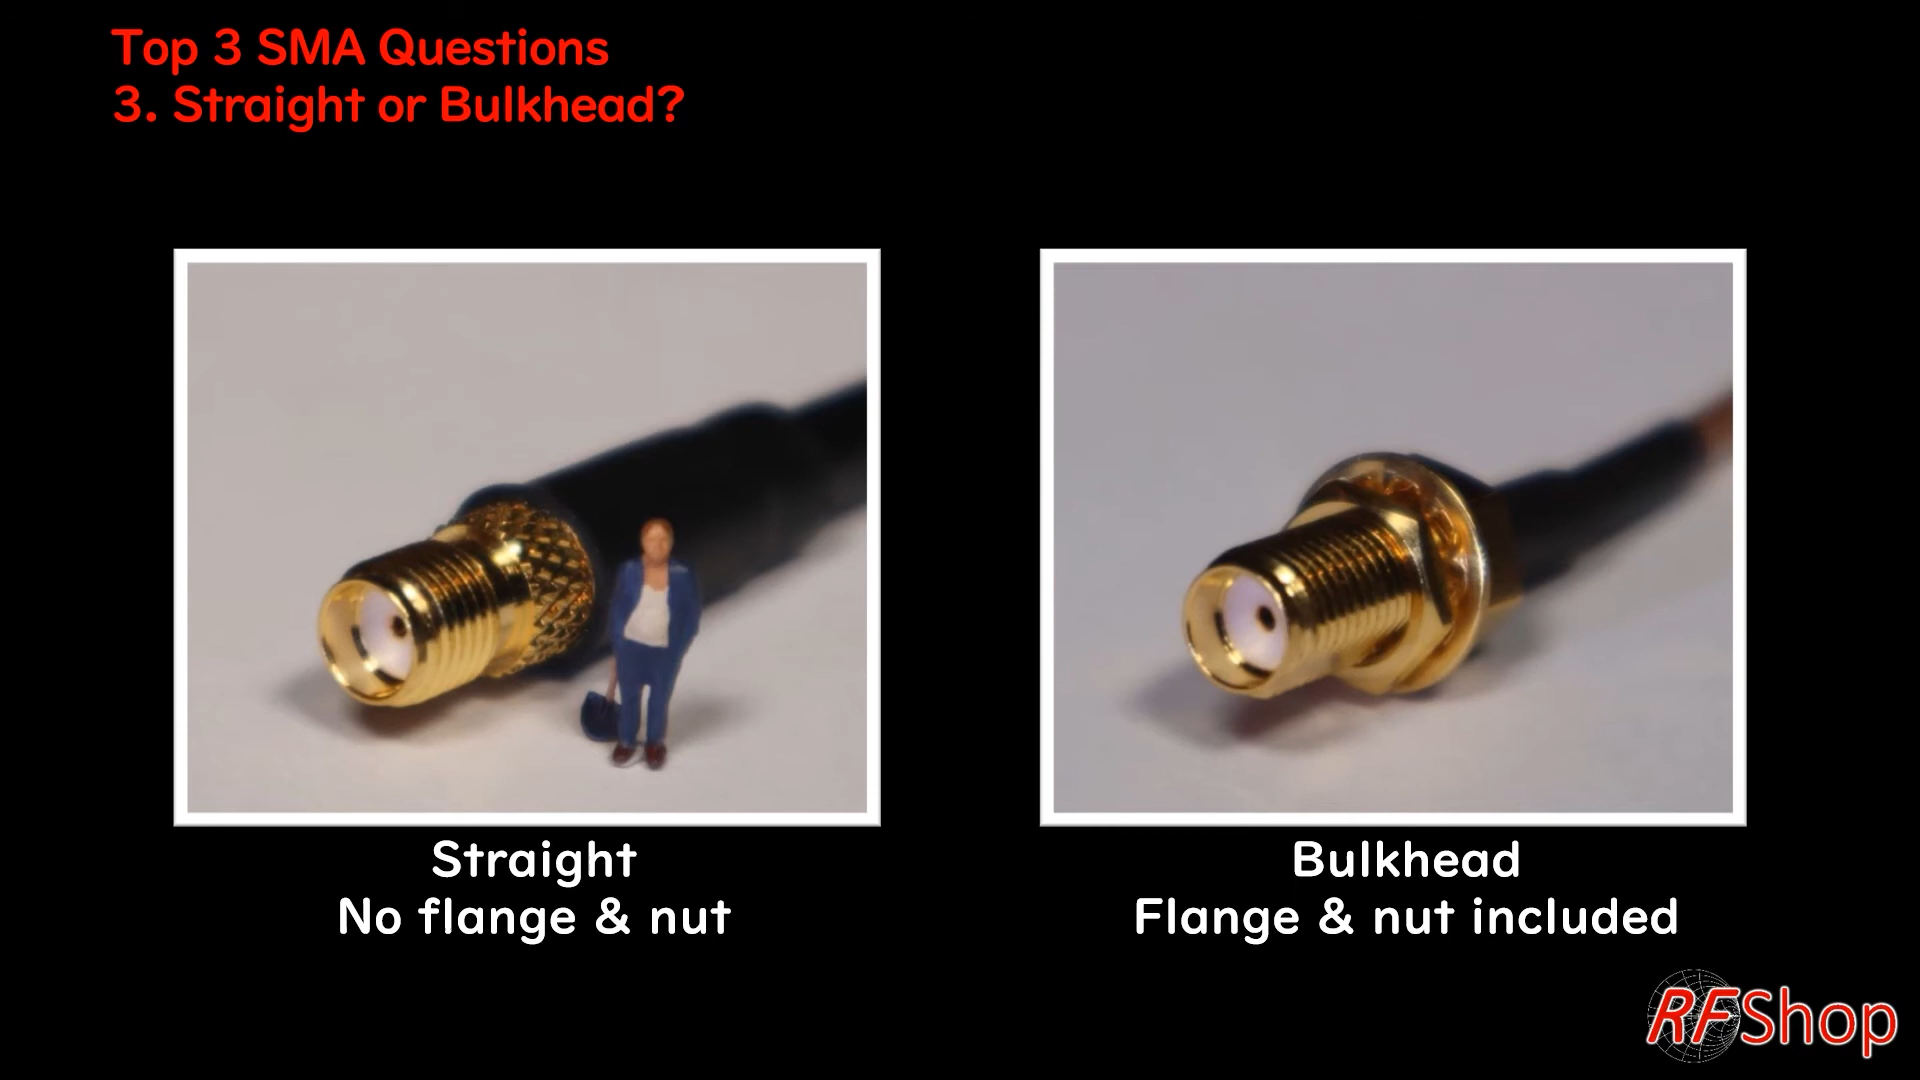 Top 3 SMA Questions
3. Straight or Bulkhead?
Straight
No flange & nut
Bulkhead
Flange & nut included
RFShop